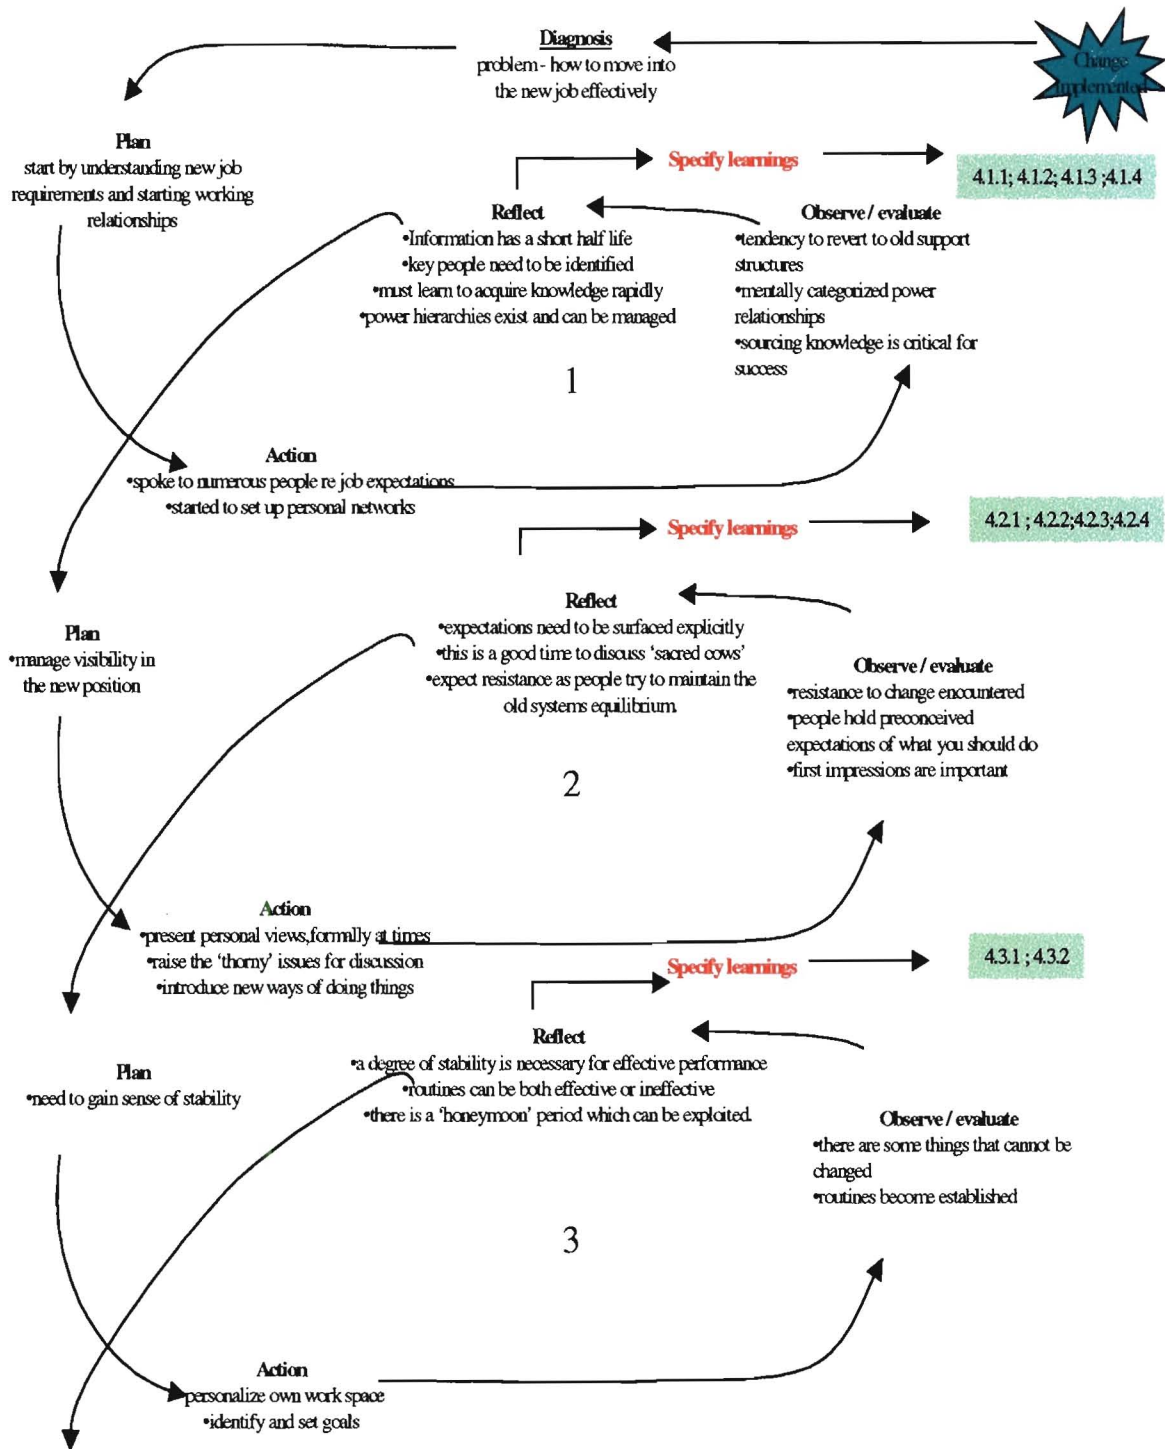 Diagnosis
problem - how to move into
the new job effectively
Change
Implemented
Plan
start by understanding new job
requirements and starting working
relationships
Specify learnings
4.1.1; 4.1.2; 4.1.3 ;4.1.4
Reflect
•Information has a short half life
•key people need to be identified
•must learn to acquire knowledge rapidly
•power hierarchies exist and can be managed
Observe / evaluate
•tendency to revert to old support
structures
•mentally categorized power
relationships
•sourcing knowledge is critical for
success
1
Action
•spoke to numerous people re job expectations
•started to set up personal networks
Specify learnings
4.2.1 ; 4.2.2;4.2.3;4.2.4
Plan
•manage visibility in
the new position
Reflect
•expectations need to be surfaced explicitly
•this is a good time to discuss ‘sacred cows’
•expect resistance as people try to maintain the
old systems equilibrium.
Observe / evaluate
•resistance to change encountered
•people hold preconceived
expectations of what you should do
•first impressions are important
2
Action
•present personal views,formally at times
•raise the ‘thorny’ issues for discussion
•introduce new ways of doing things
Specify learnings
4.3.1 ; 4.3.2
Plan
•need to gain sense of stability
Reflect
•a degree of stability is necessary for effective performance
•routines can be both effective or ineffective
•there is a ‘honeymoon’ period which can be exploited.
Observe / evaluate
•there are some things that cannot be
changed
•routines become established
3
Action
personalize own work space
•identify and set goals